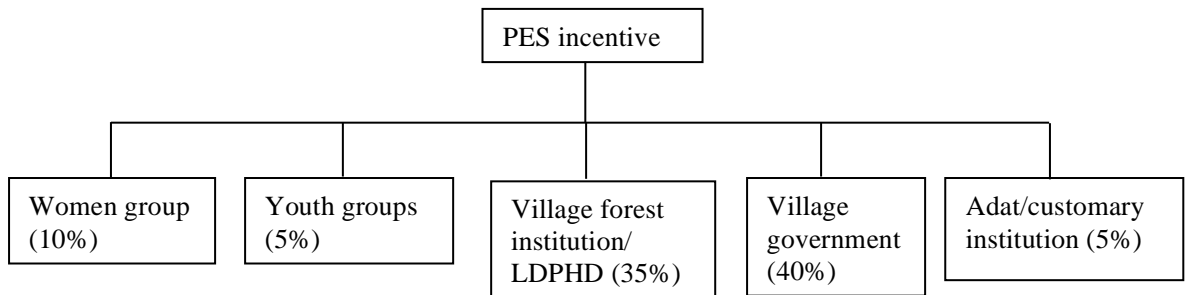 PES incentive
Women group
(10%)
Youth groups
(5%)
Village forest
institution/
LDPHD (35%)
Village
government
(40%)
Adat/customary
institution (5%)